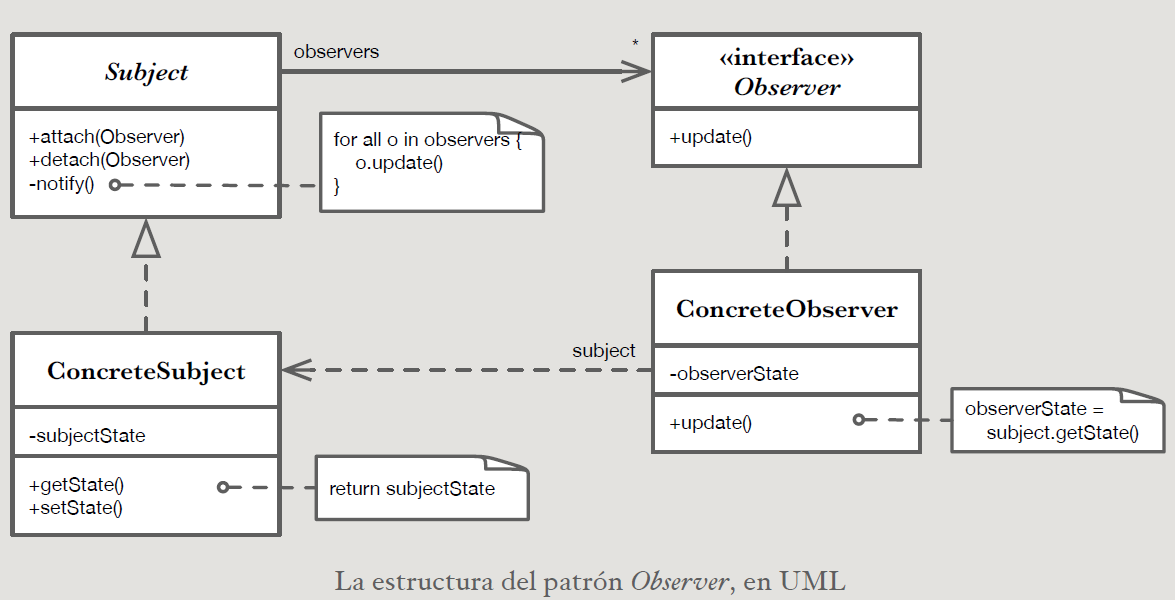 Subject
+attach(Observer)
+detach(Observer)
-notify()
observers
*
for all o in observers {
o.update()
}
«interface»
Observer
+update()
ConcreteSubject
-subjectState
+getState()
+setState()
return subjectState
subject
ConcreteObserver
-observerState
+update()
observerState =
subject.getState()
La estructura del patrón Observer, en UML